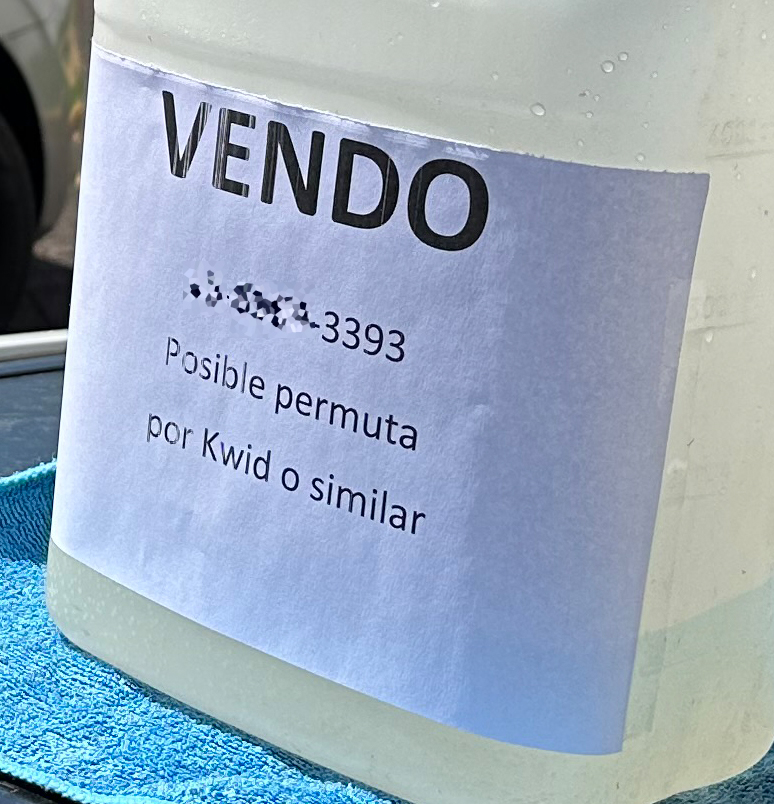 VENDO
-3393
Posible permuta
por Kwid o similar